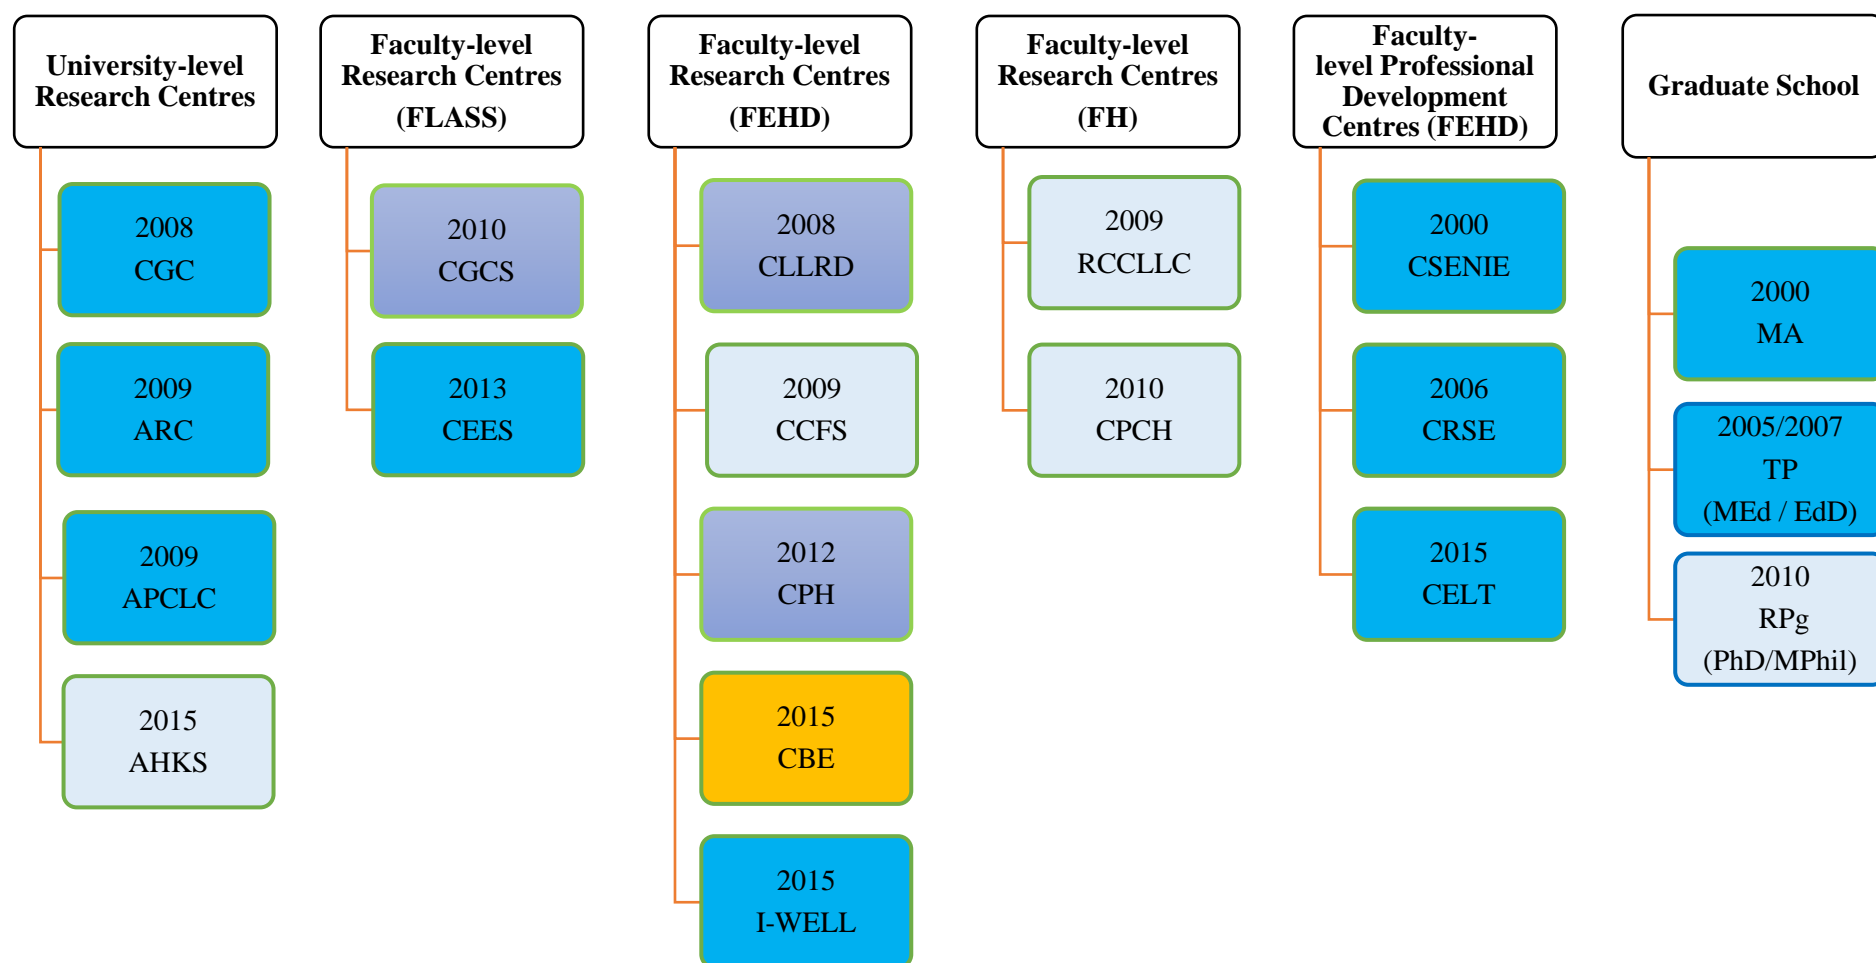 University-level
Research Centres
2008
CGC
2009
ARC
2009
APCLC
2015
AHKS
Faculty-level
Research Centres
(FLASS)
2010
CGCS
2013
CEES
Faculty-level
Research Centres
(FEHD)
2008
CLLRD
2009
CCFS
2012
CPH
2015
CBE
2015
I-WELL
Faculty-level
Research Centres
(FH)
2009
RCCLLC
2010
CPCH
Faculty-
level Professional
Development
Centres (FEHD)
2000
CSENIE
2006
CRSE
2015
CELT
Graduate School
2000
MA
2005/2007
TP
(MEd / EdD)
2010
RPg
(PhD/MPhil)